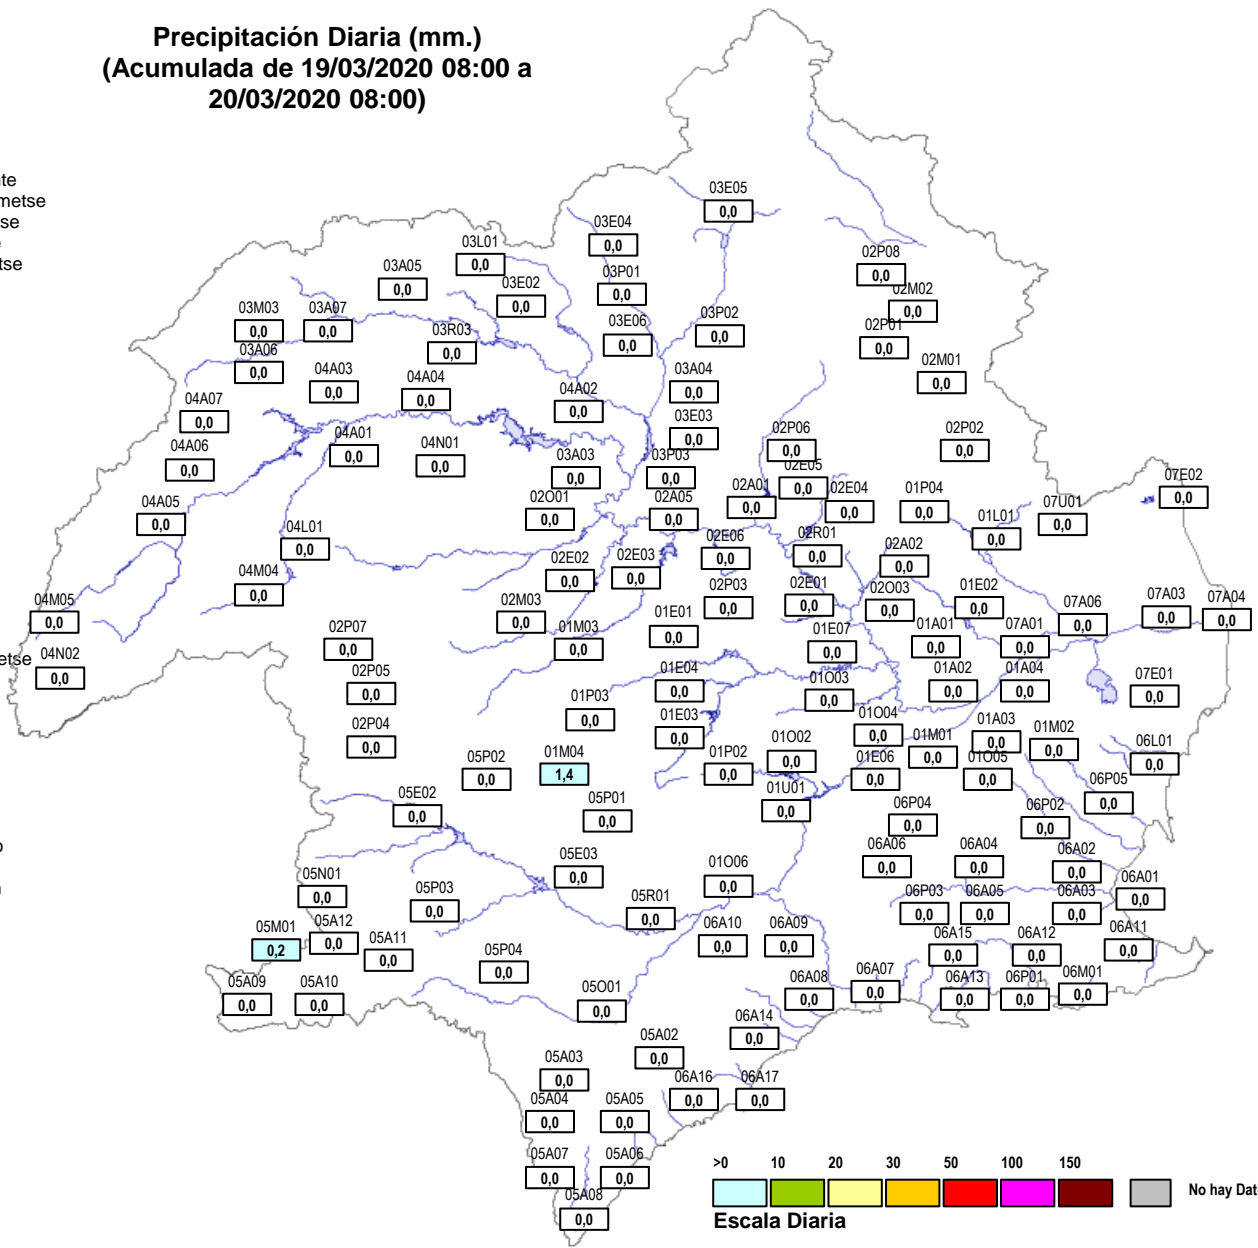 Precipitación Diaria (mm.)
(Acumulada de 19/03/2020 08:00 a
20/03/2020 08:00)
03E05
0,0
03E04
0,0
03L01
0,0
02P08
0,0
03A05
0,0
03P01
0,0
03E02
0,0
02M02
0,0
03M03
0,0
03A07
0,0
03P02
0,0
03R03
0,0
03E06
0,0
02P01
0,0
03A06
0,0
04A03
0,0
04A04
0,0
04A02
0,0
03A04
0,0
02M01
0,0
04A07
0,0
03E03
0,0
04A01
0,0
04N01
0,0
02P06
0,0
02P02
0,0
04A06
0,0
03A03
0,0
03P03
0,0
02E05
0,0
07E02
0,0
02A01
0,0
02E04
0,0
01P04
0,0
04A05
0,0
02O01
0,0
02A05
0,0
07U01
0,0
04L01
0,0
01L01
0,0
02E06
0,0
02R01
0,0
02A02
0,0
04M04
0,0
02E02
0,0
02E03
0,0
04M05
0,0
02M03
0,0
02P03
0,0
02E01
0,0
02O03
0,0
01E02
0,0
07A06
0,0
07A03
0,0
07A04
0,0
02P07
0,0
01M03
0,0
01E01
0,0
01E07
0,0
01A01
0,0
07A01
0,0
etse
04N02
0,0
02P05
0,0
01E04
0,0
01O03
0,0
01A02
0,0
01A04
0,0
07E01
0,0
01P03
0,0
02P04
0,0
01E03
0,0
01O04
0,0
01A03
0,0
01M02
0,0
05P02
0,0
01M04
1,4
01P02
0,0
01O02
0,0
01E06
0,0
01M01
0,0
01O05
0,0
06L01
0,0
05E02
0,0
05P01
0,0
01U01
0,0
06P04
0,0
06P02
0,0
06P05
0,0
05N01
0,0
05E03
0,0
01O06
0,0
06A06
0,0
06A04
0,0
06A02
0,0
05P03
0,0
05R01
0,0
06P03
0,0
06A05
0,0
06A03
0,0
06A01
0,0
05M01
0,2
05A12
0,0
05A11
0,0
06A10
0,0
06A09
0,0
06A15
0,0
06A12
0,0
06A11
0,0
05A09
0,0
05A10
0,0
05P04
0,0
05O01
0,0
06A08
0,0
06A07
0,0
06A13
0,0
06P01
0,0
06M01
0,0
06A14
0,0
05A02
0,0
05A03
0,0
06A16
0,0
06A17
0,0
05A04
0,0
05A05
0,0
05A07
0,0
05A06
0,0
05A08
0,0
>0 10 20 30 50 100 150
No hay Dat
Escala Diaria